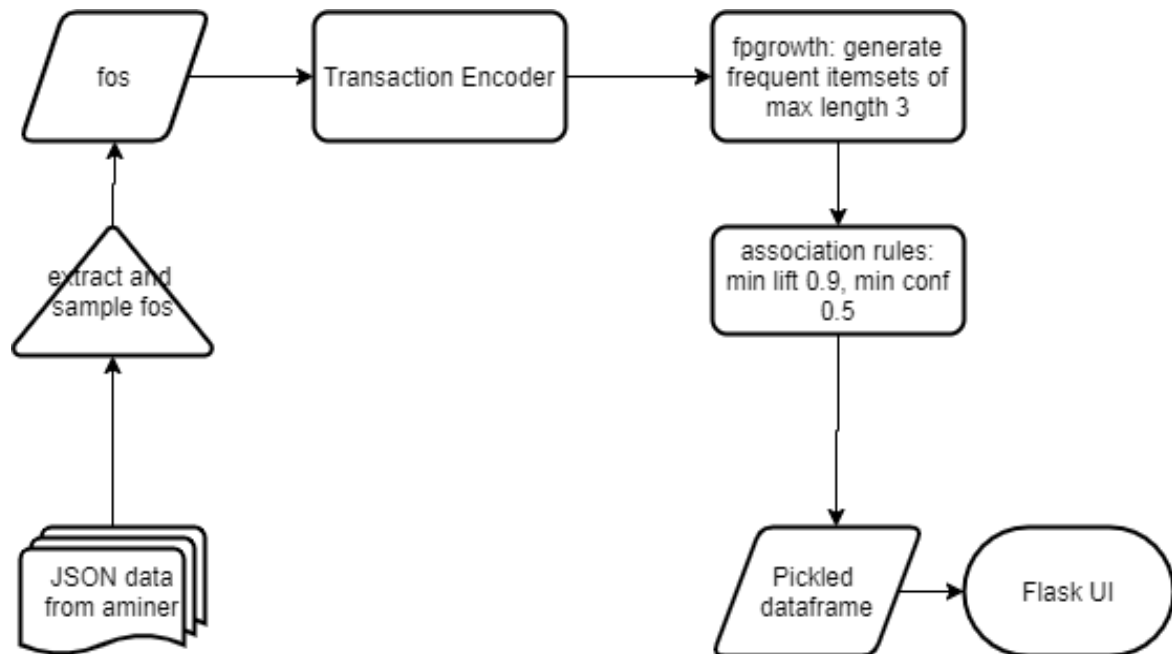 fos
Transaction Encoder
fpgrowth: generate
frequent itemsets of
max length 3
extract and
sample fos
association rules:
min lift 0.9, min conf
0.5
JSON data
from aminer
Pickled
dataframe
Flask UI